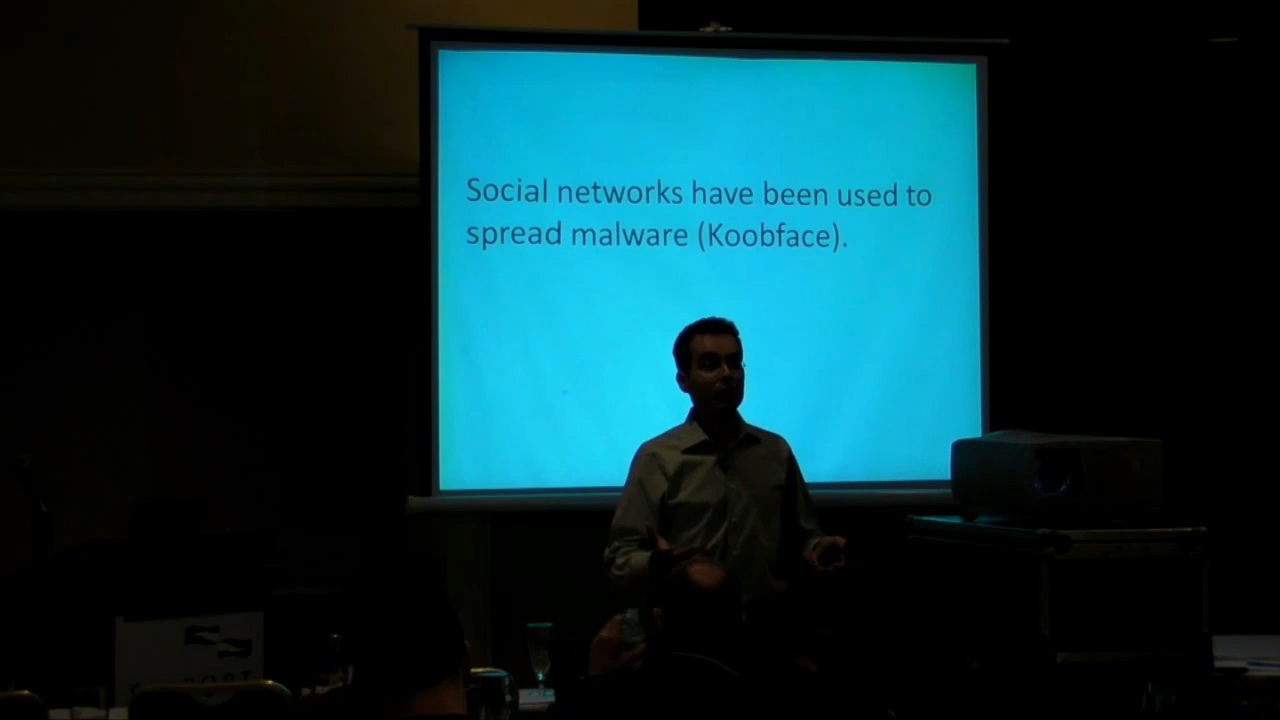 Social networks have been used to
spread malware (Koobface).